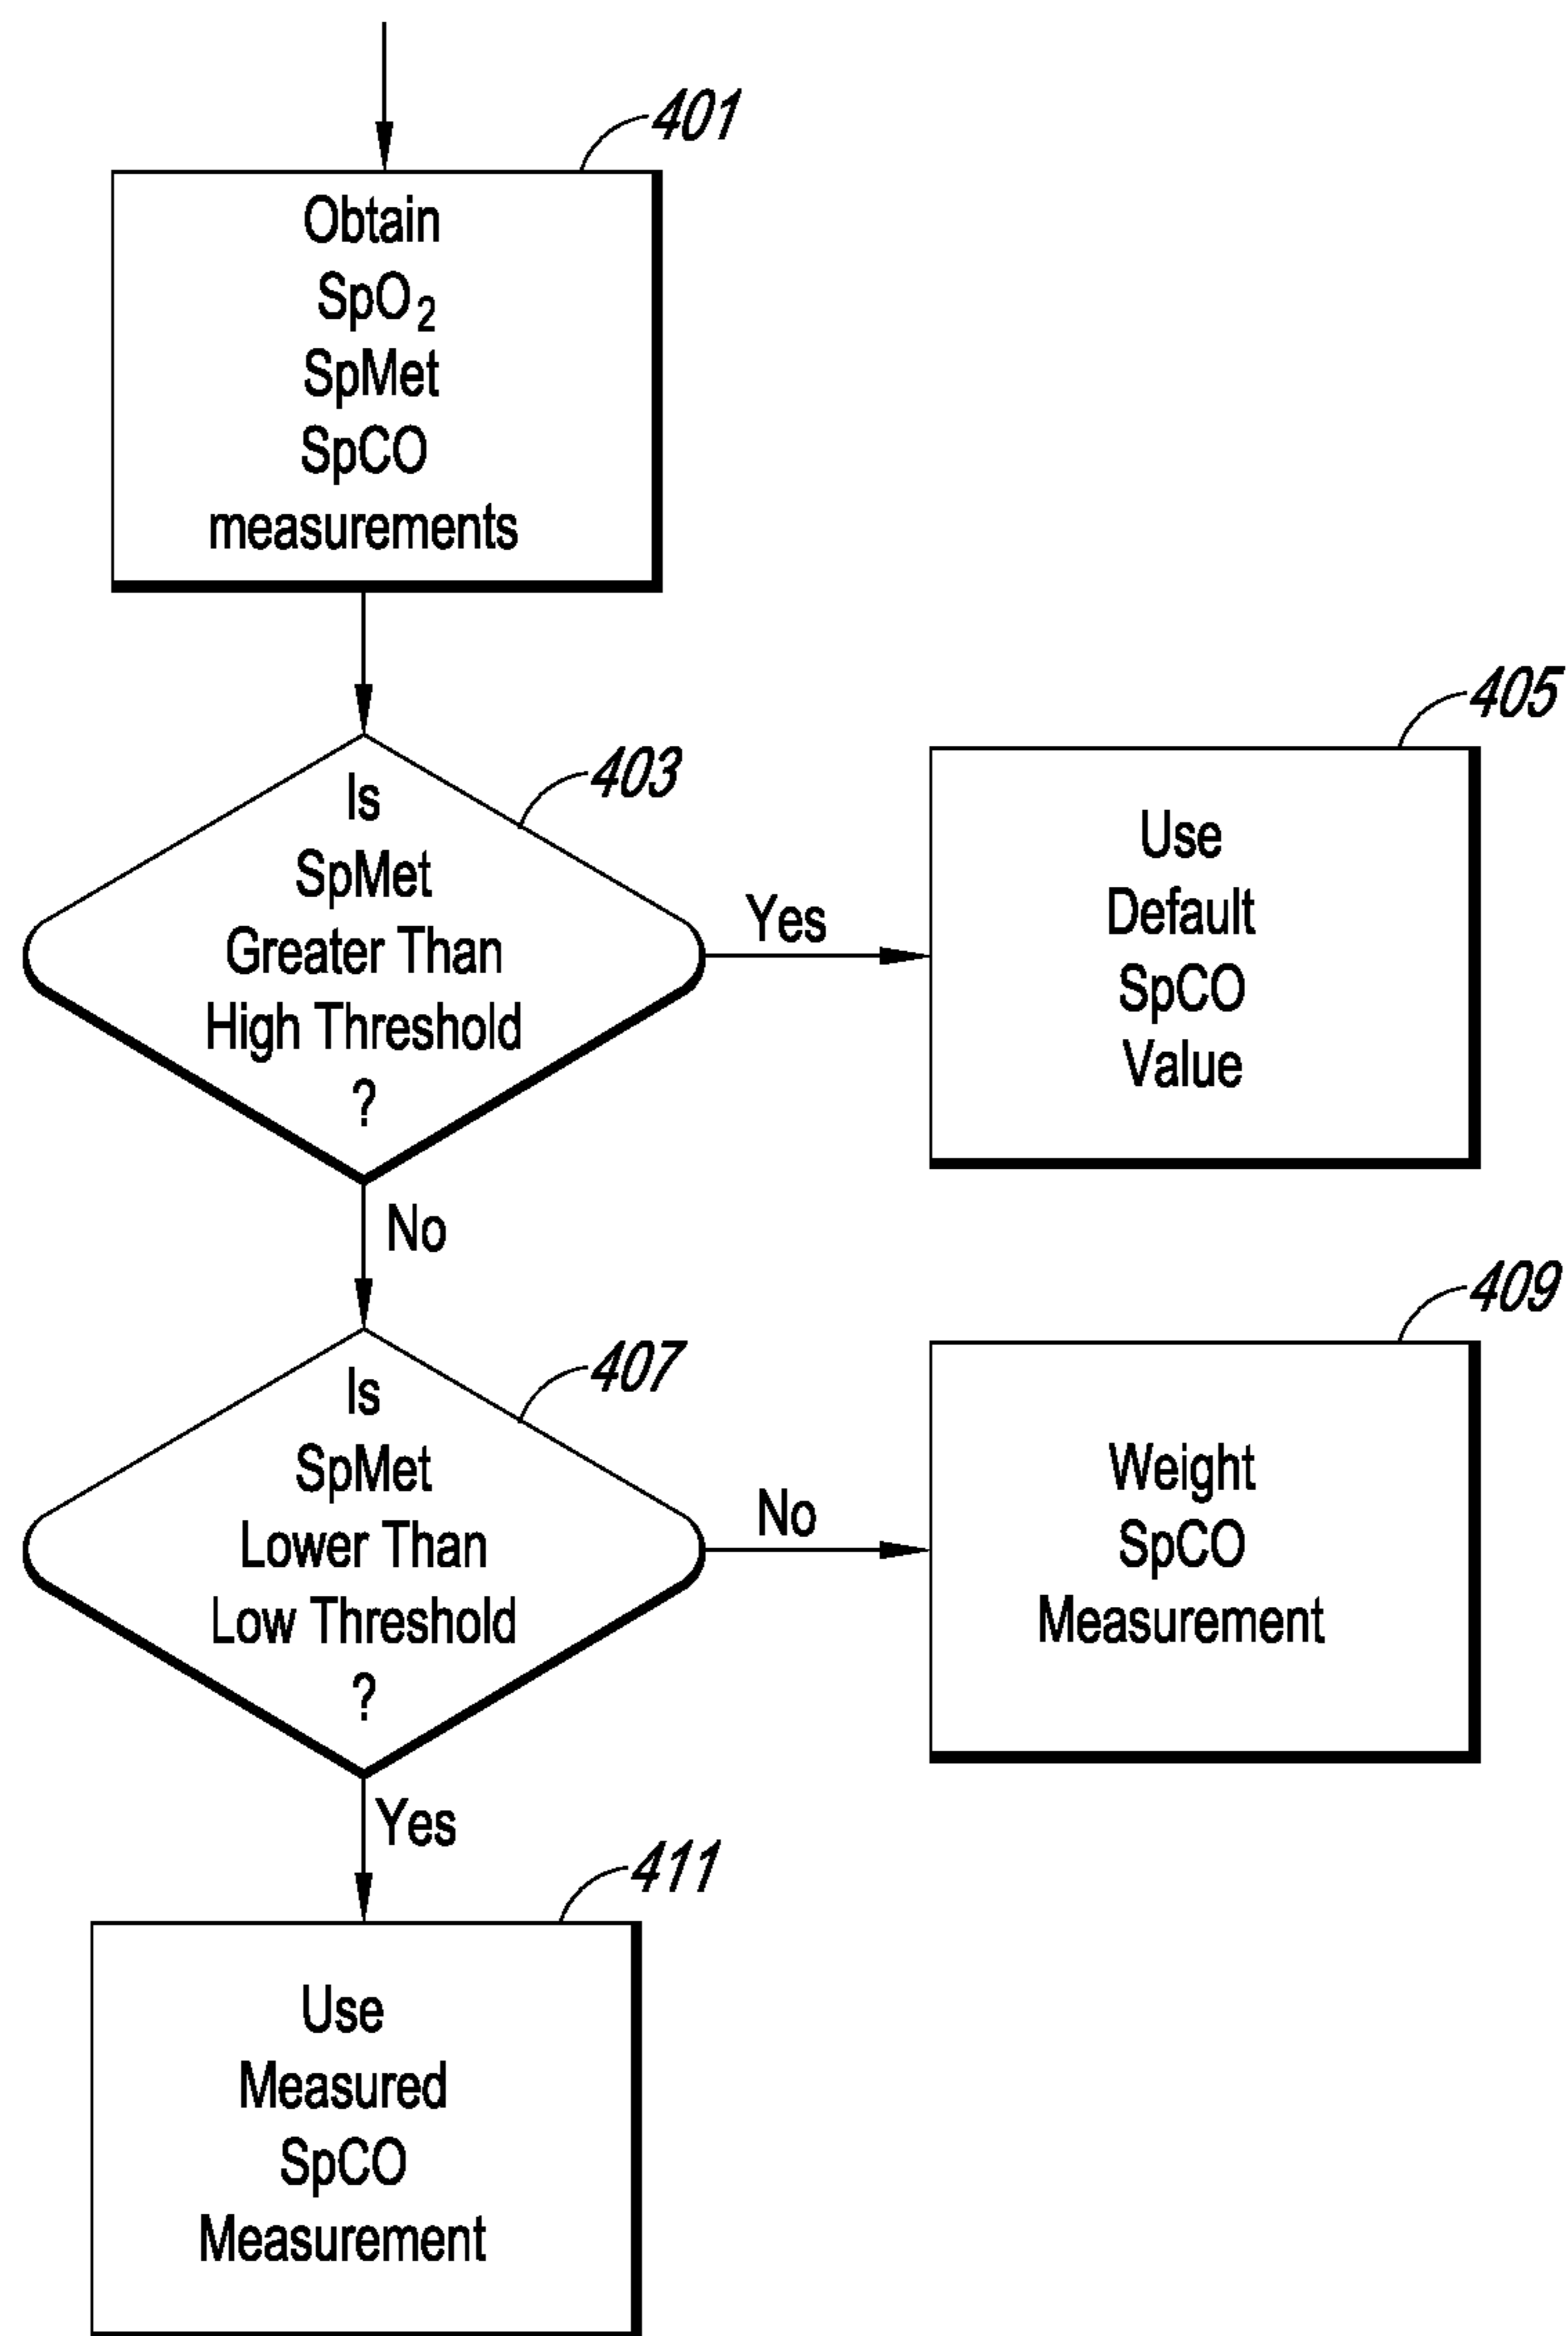 401
Obtain
SpO₂
SpMet
SpCO
measurements
403
Is
SpMet
Greater Than
High Threshold
?
Yes
405
Use
Default
SpCO
Value
No
407
Is
SpMet
Lower Than
Low Threshold
?
No
409
Weight
SpCO
Measurement
Yes
411
Use
Measured
SpCO
Measurement